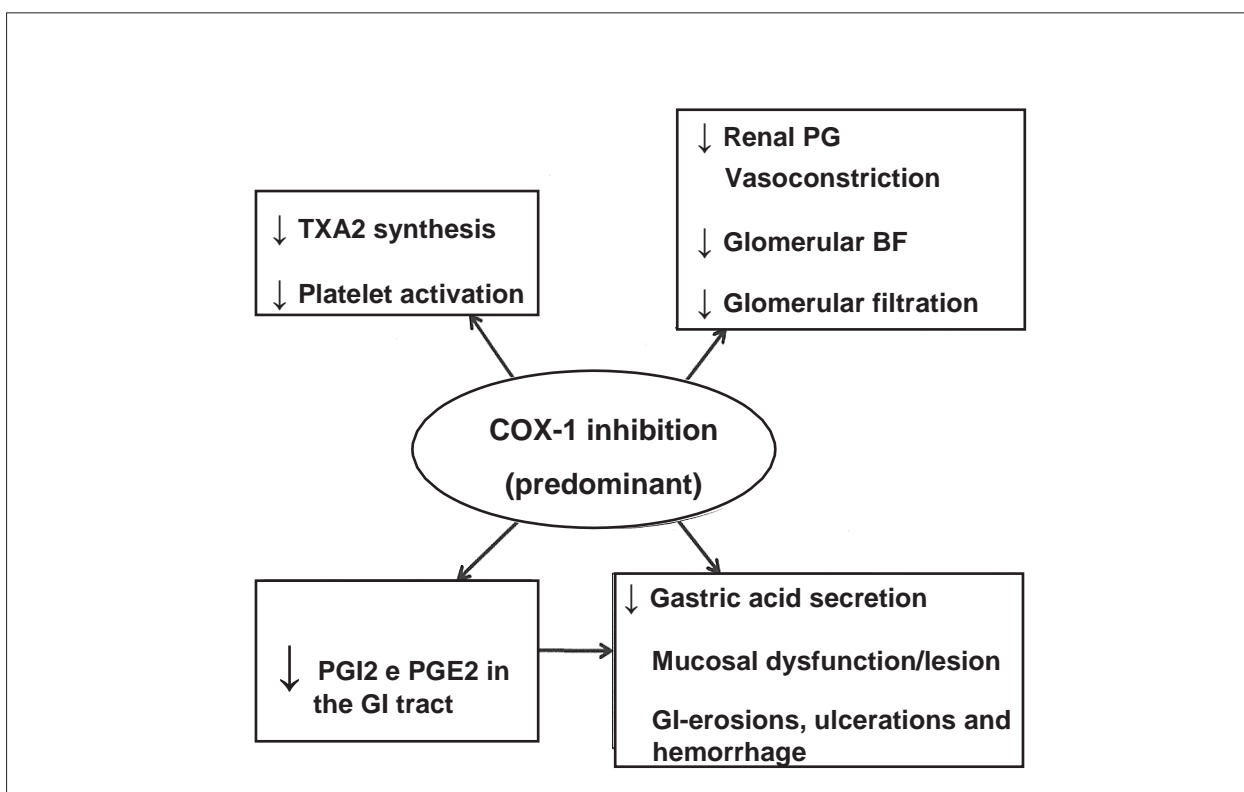 ↓ Renal PG
Vasoconstriction
↓ Glomerular BF
↓ Glomerular filtration
↓ TXA2 synthesis
↓ Platelet activation
COX-1 inhibition
(predominant)
↓ PGI2 e PGE2 in
the GI tract
↓ Gastric acid secretion
Mucosal dysfunction/lesion
GI-erosions, ulcerations and
hemorrhage